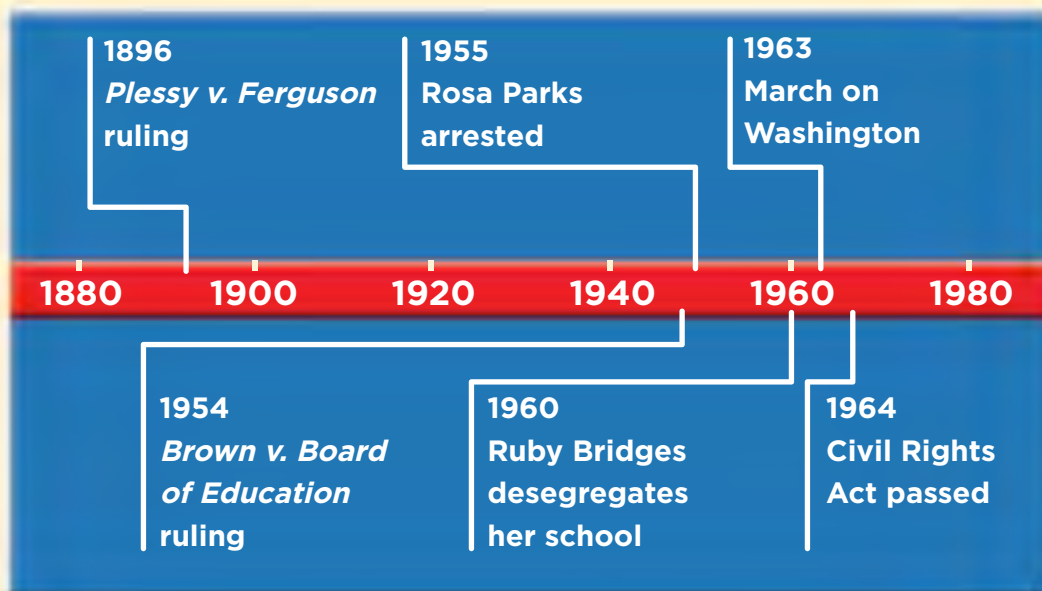 1896
Plessy v. Ferguson
ruling
1955
Rosa Parks
arrested
1963
March on
Washington
1880 1900 1920 1940 1960 1980
1954
Brown v. Board
of Education
ruling
1960
Ruby Bridges
desegregates
her school
1964
Civil Rights
Act passed